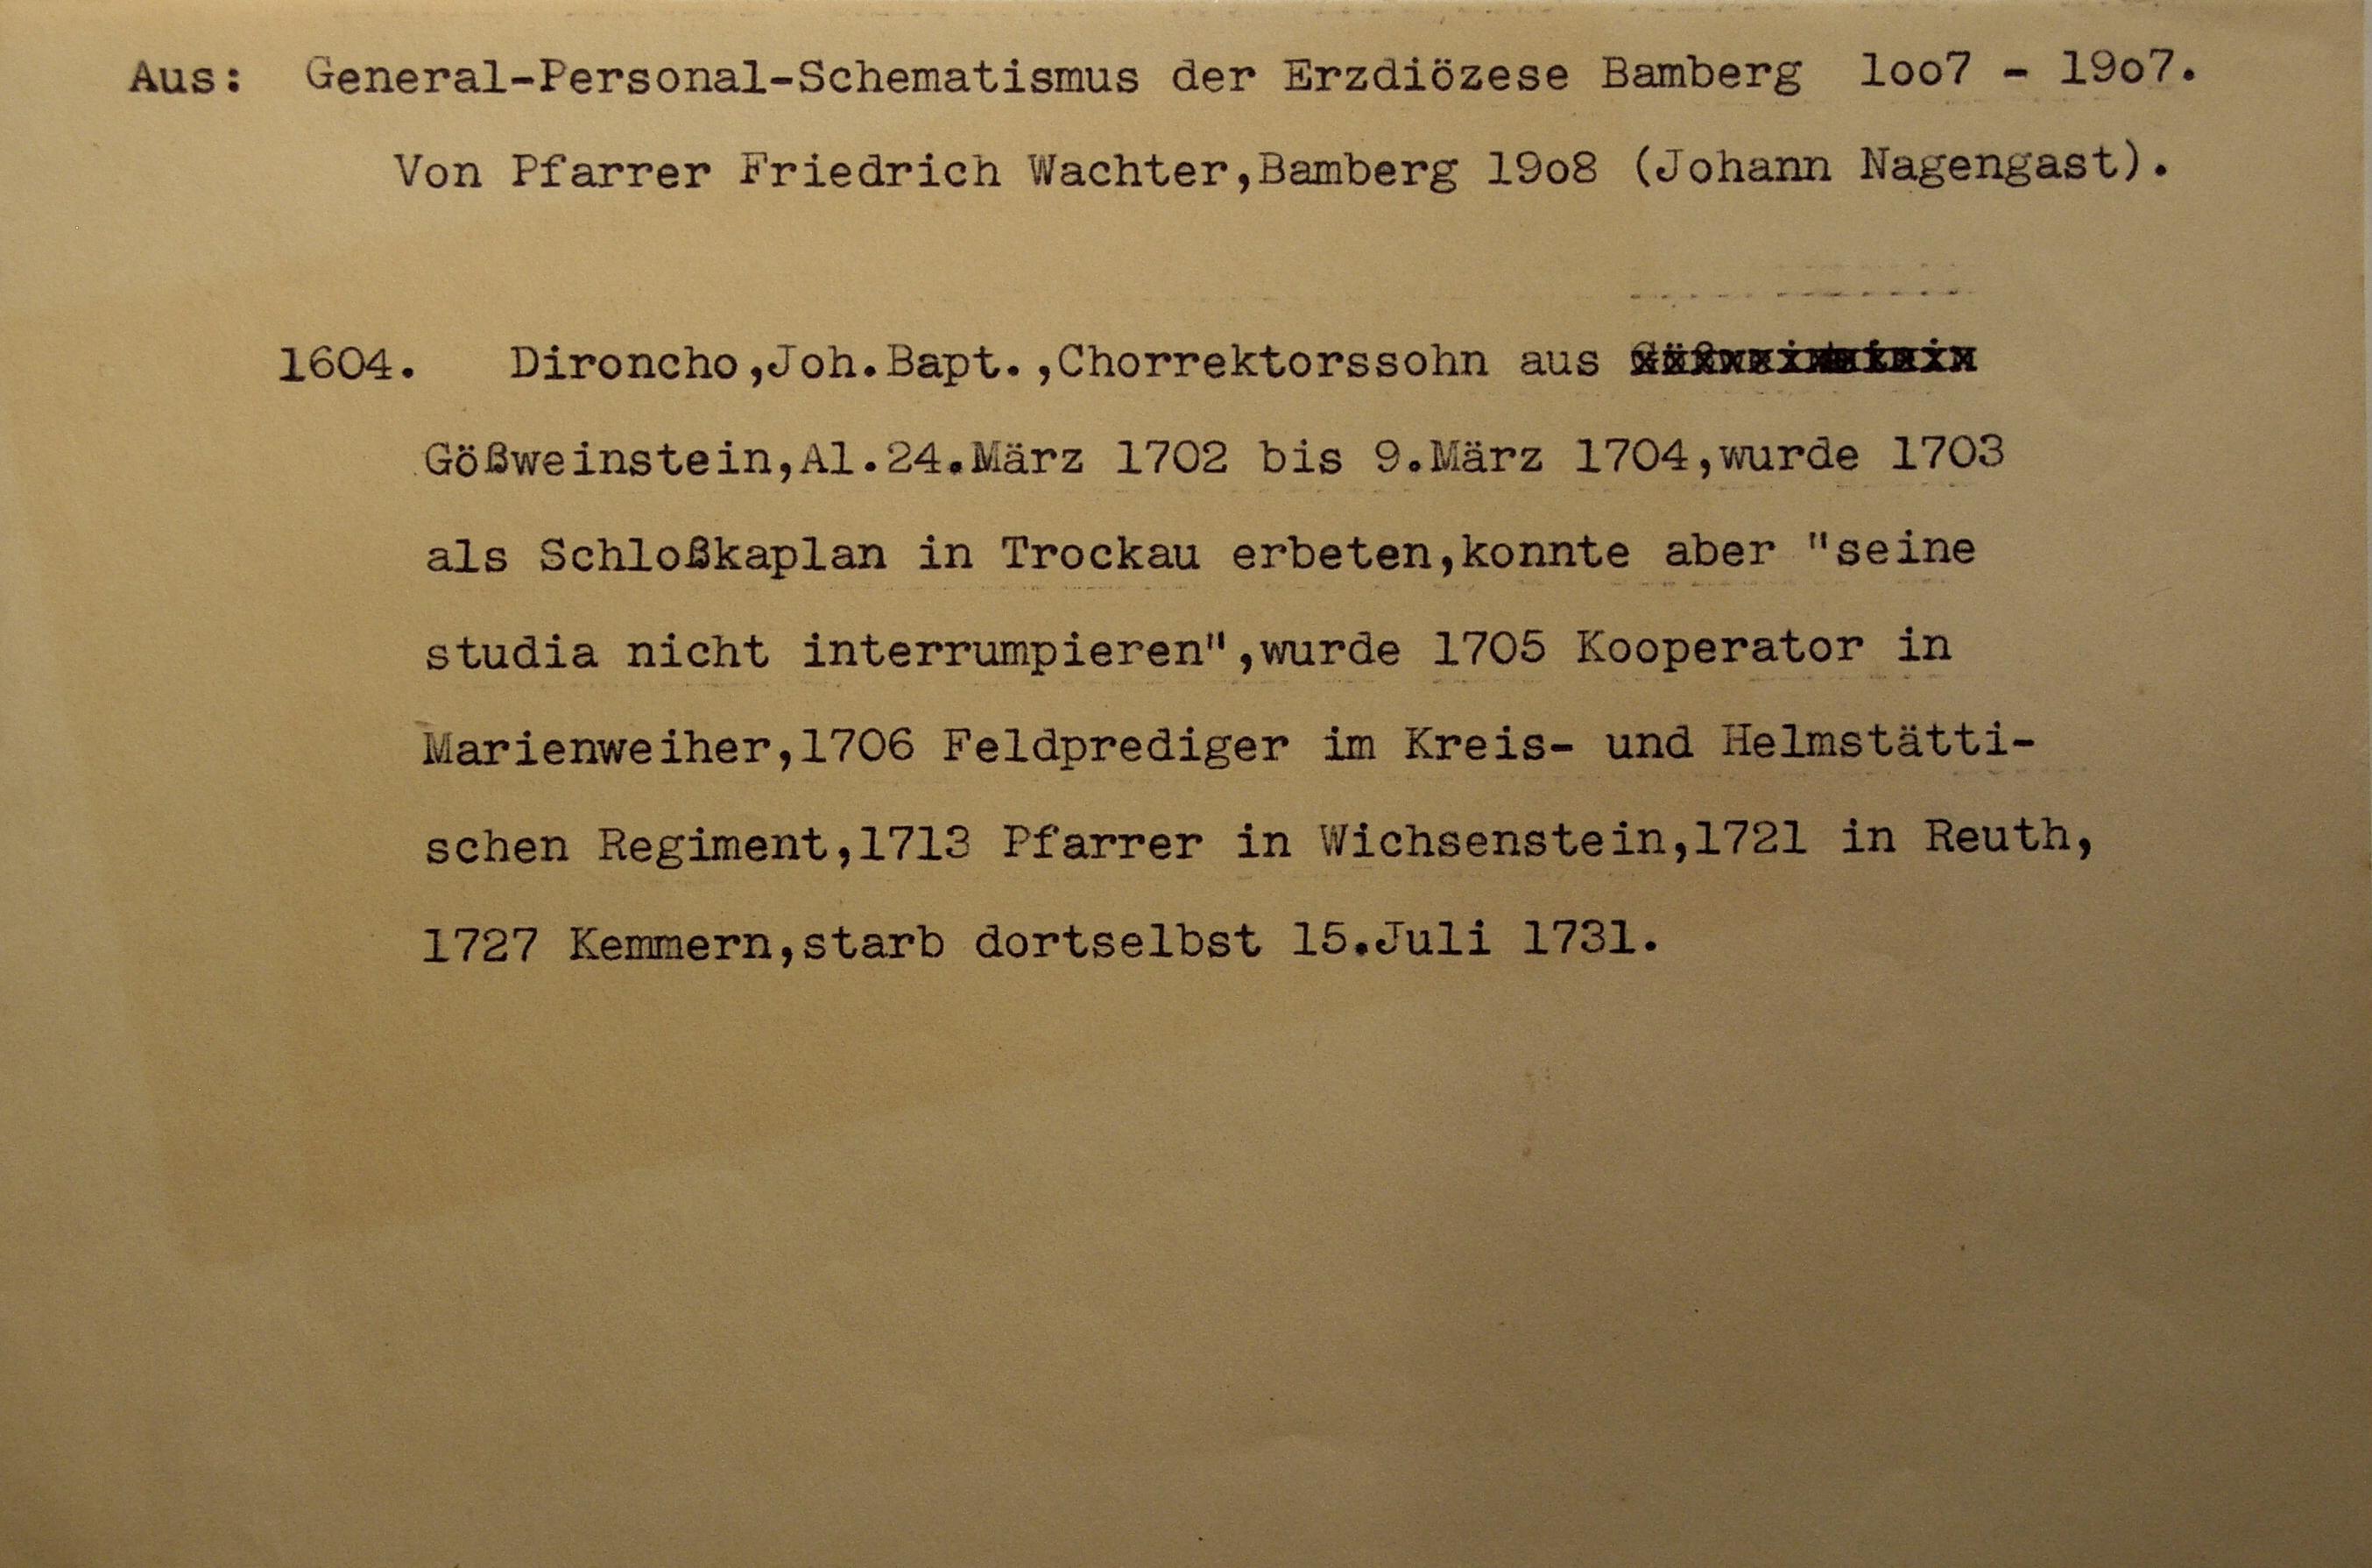 Aus: General-Personal-Schematismus der Erzdiözese Bamberg loo7 - 19o7.
Von Pfarrer Friedrich Wachter,Bamberg 19o8 (Johann Nagengast).
1604. Dironcho,Joh.Bapt.,Chorrektorssohn aus
Gößweinstein,Al.24.März 1702 bis 9.März 1704,wurde 1703
als Schloßkaplan in Trockau erbeten,konnte aber "seine
studia nicht interrumpieren",wurde 1705 Kooperator in
Marienweiher,1706 Feldprediger im Kreis- und Helmstätti-
schen Regiment,1713 Pfarrer in Wichsenstein,1721 in Reuth,
1727 Kemmern,starb dortselbst 15.Juli 1731.